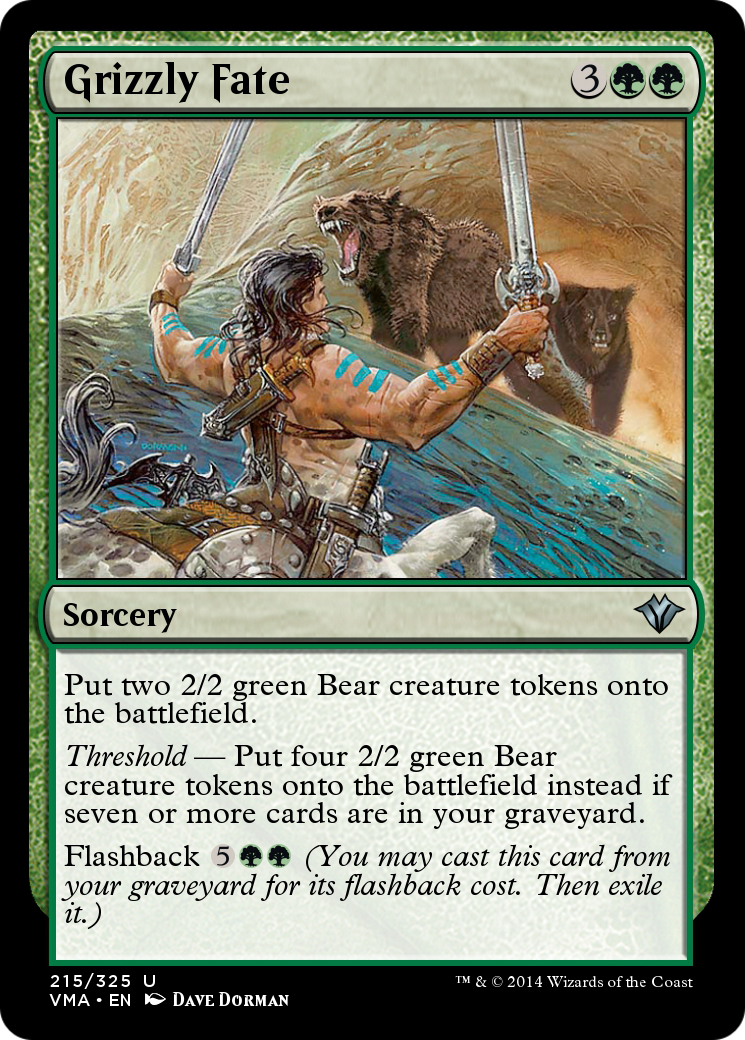 Grizzly Fate 3
Sorcery
Put two 2/2 green Bear creature tokens onto
the battlefield.
Threshold — Put four 2/2 green Bear
creature tokens onto the battlefield instead if
seven or more cards are in your graveyard.
Flashback 5 (You may cast this card from
your graveyard for its flashback cost. Then exile
it.)
215/325 U
VMA • EN Dave Dorman
™ & © 2014 Wizards of the Coast